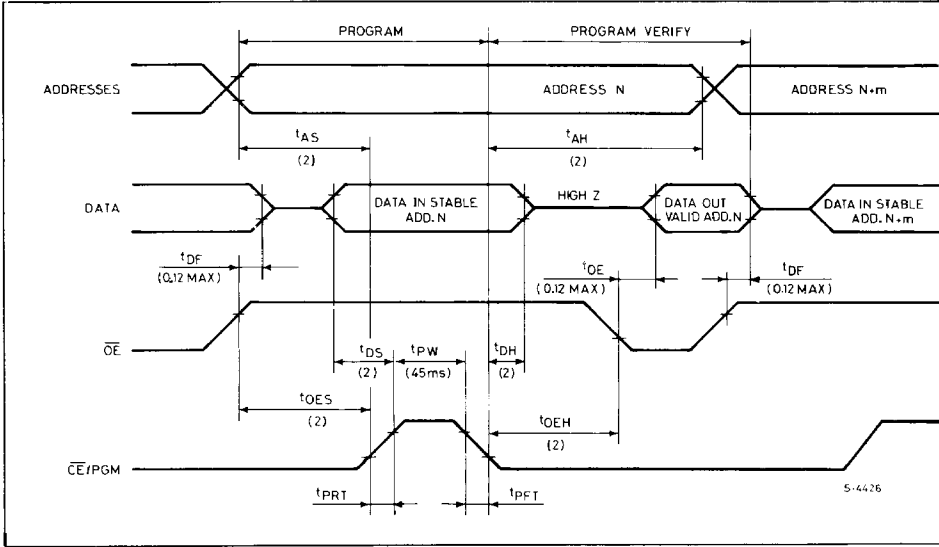 PROGRAM
PROGRAM VERIFY
ADDRESSES
ADDRESS N
ADDRESS N+m
tAS
(2)
tAH
(2)
DATA
DATA IN STABLE
ADD. N
HIGH Z
DATA OUT
VALID ADD.N
DATA IN STABLE
ADD. N+m
tDF
(0.12 MAX)
tOE
(0.12 MAX)
tDF
(0.12 MAX)
OE
tDS
(2)
tPW
(45ms)
tDH
(2)
tOES
(2)
tOEH
(2)
CE/PGM
tPRT
tPFT
S-4426